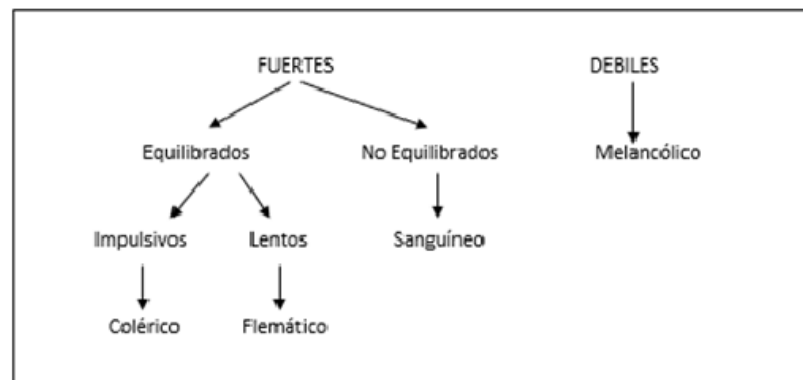 FUERTES DEBILES
Equilibrados No Equilibrados Melancólico
Impulsivos Lentos Sanguíneo
Colérico Flemático